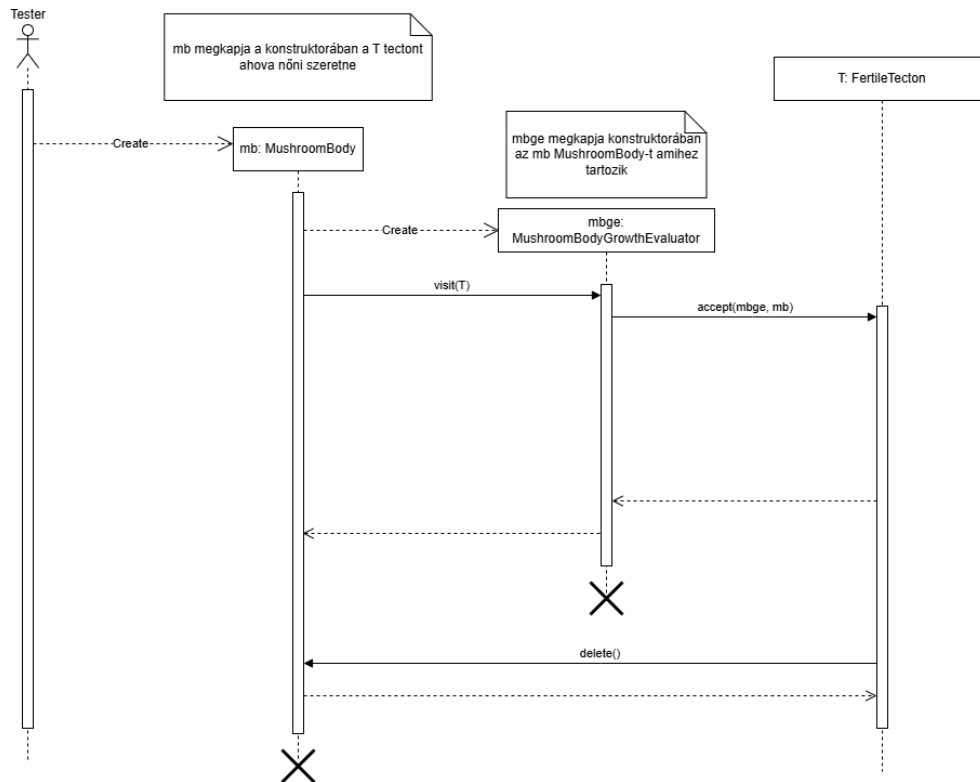 Tester
mb megkapja a konstruktorában a T tectont
ahova nőni szeretne
T: FertileTecton
Create
mb: MushroomBody
mbge megkapja konstruktorában
az mb MushroomBody-t amihez
tartozik
Create
mbge:
MushroomBodyGrowthEvaluator
visit(T)
accept(mbge, mb)
delete()